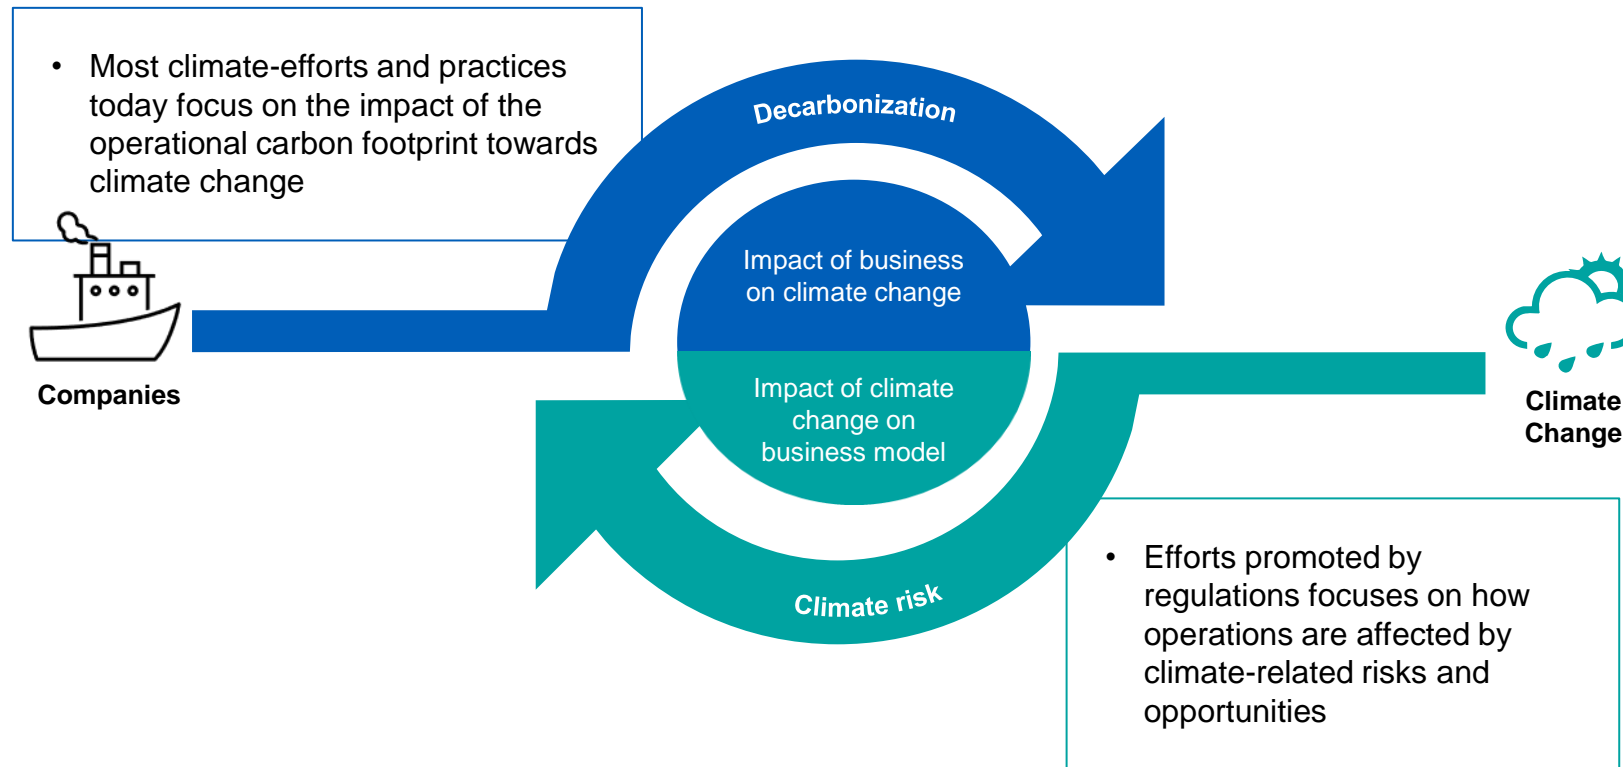 • Most climate-efforts and practices
today focus on the impact of the
operational carbon footprint towards
climate change
Decarbonization
Impact of business
on climate change
Companies
Impact of climate
change on
business model
Climate
Change
Climate risk
• Efforts promoted by
regulations focuses on how
operations are affected by
climate-related risks and
opportunities